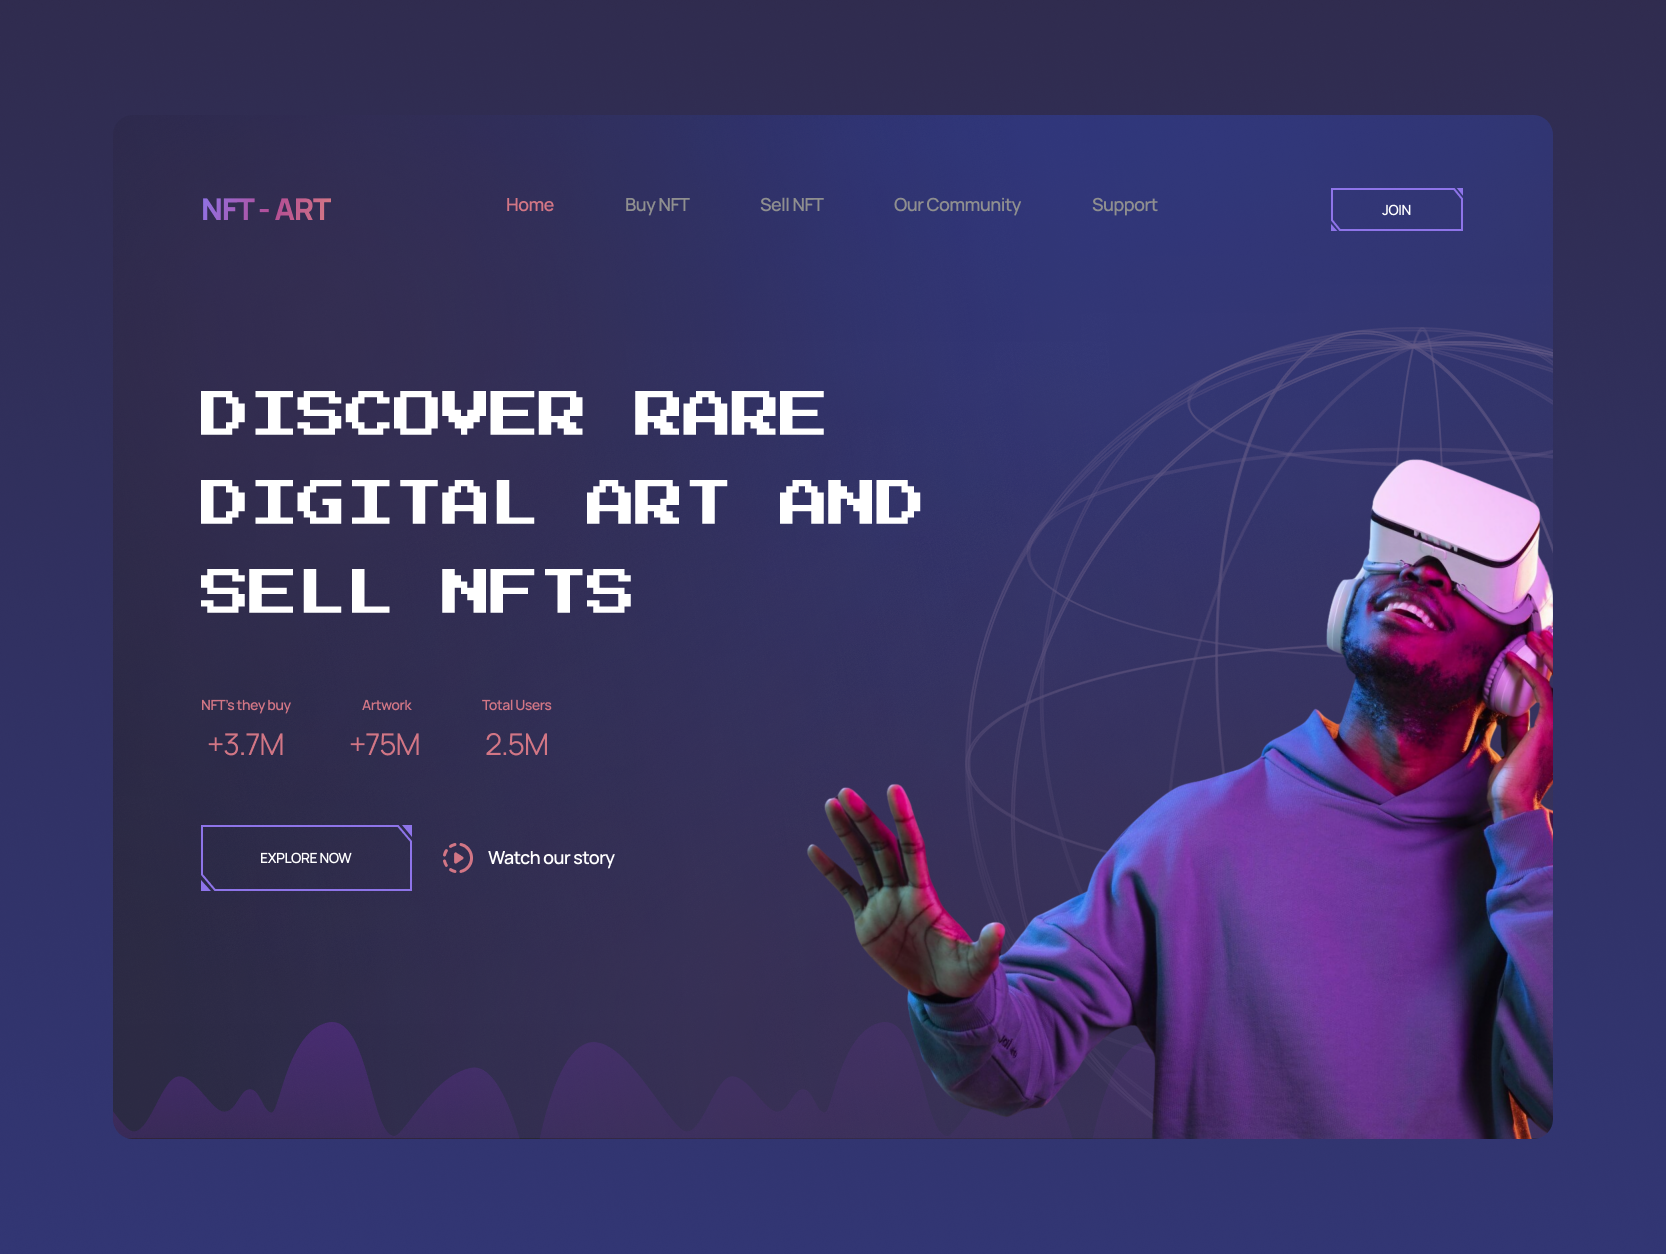 NFT - ART
Home
Buy NFT
Sell NFT
Our Community
Support
JOIN
DISCOVER RARE
DIGITAL ART AND
SELL NFTS
NFT's they buy
Artwork
Total Users
+3.7M
+75M
2.5M
EXPLORE NOW
Watch our story